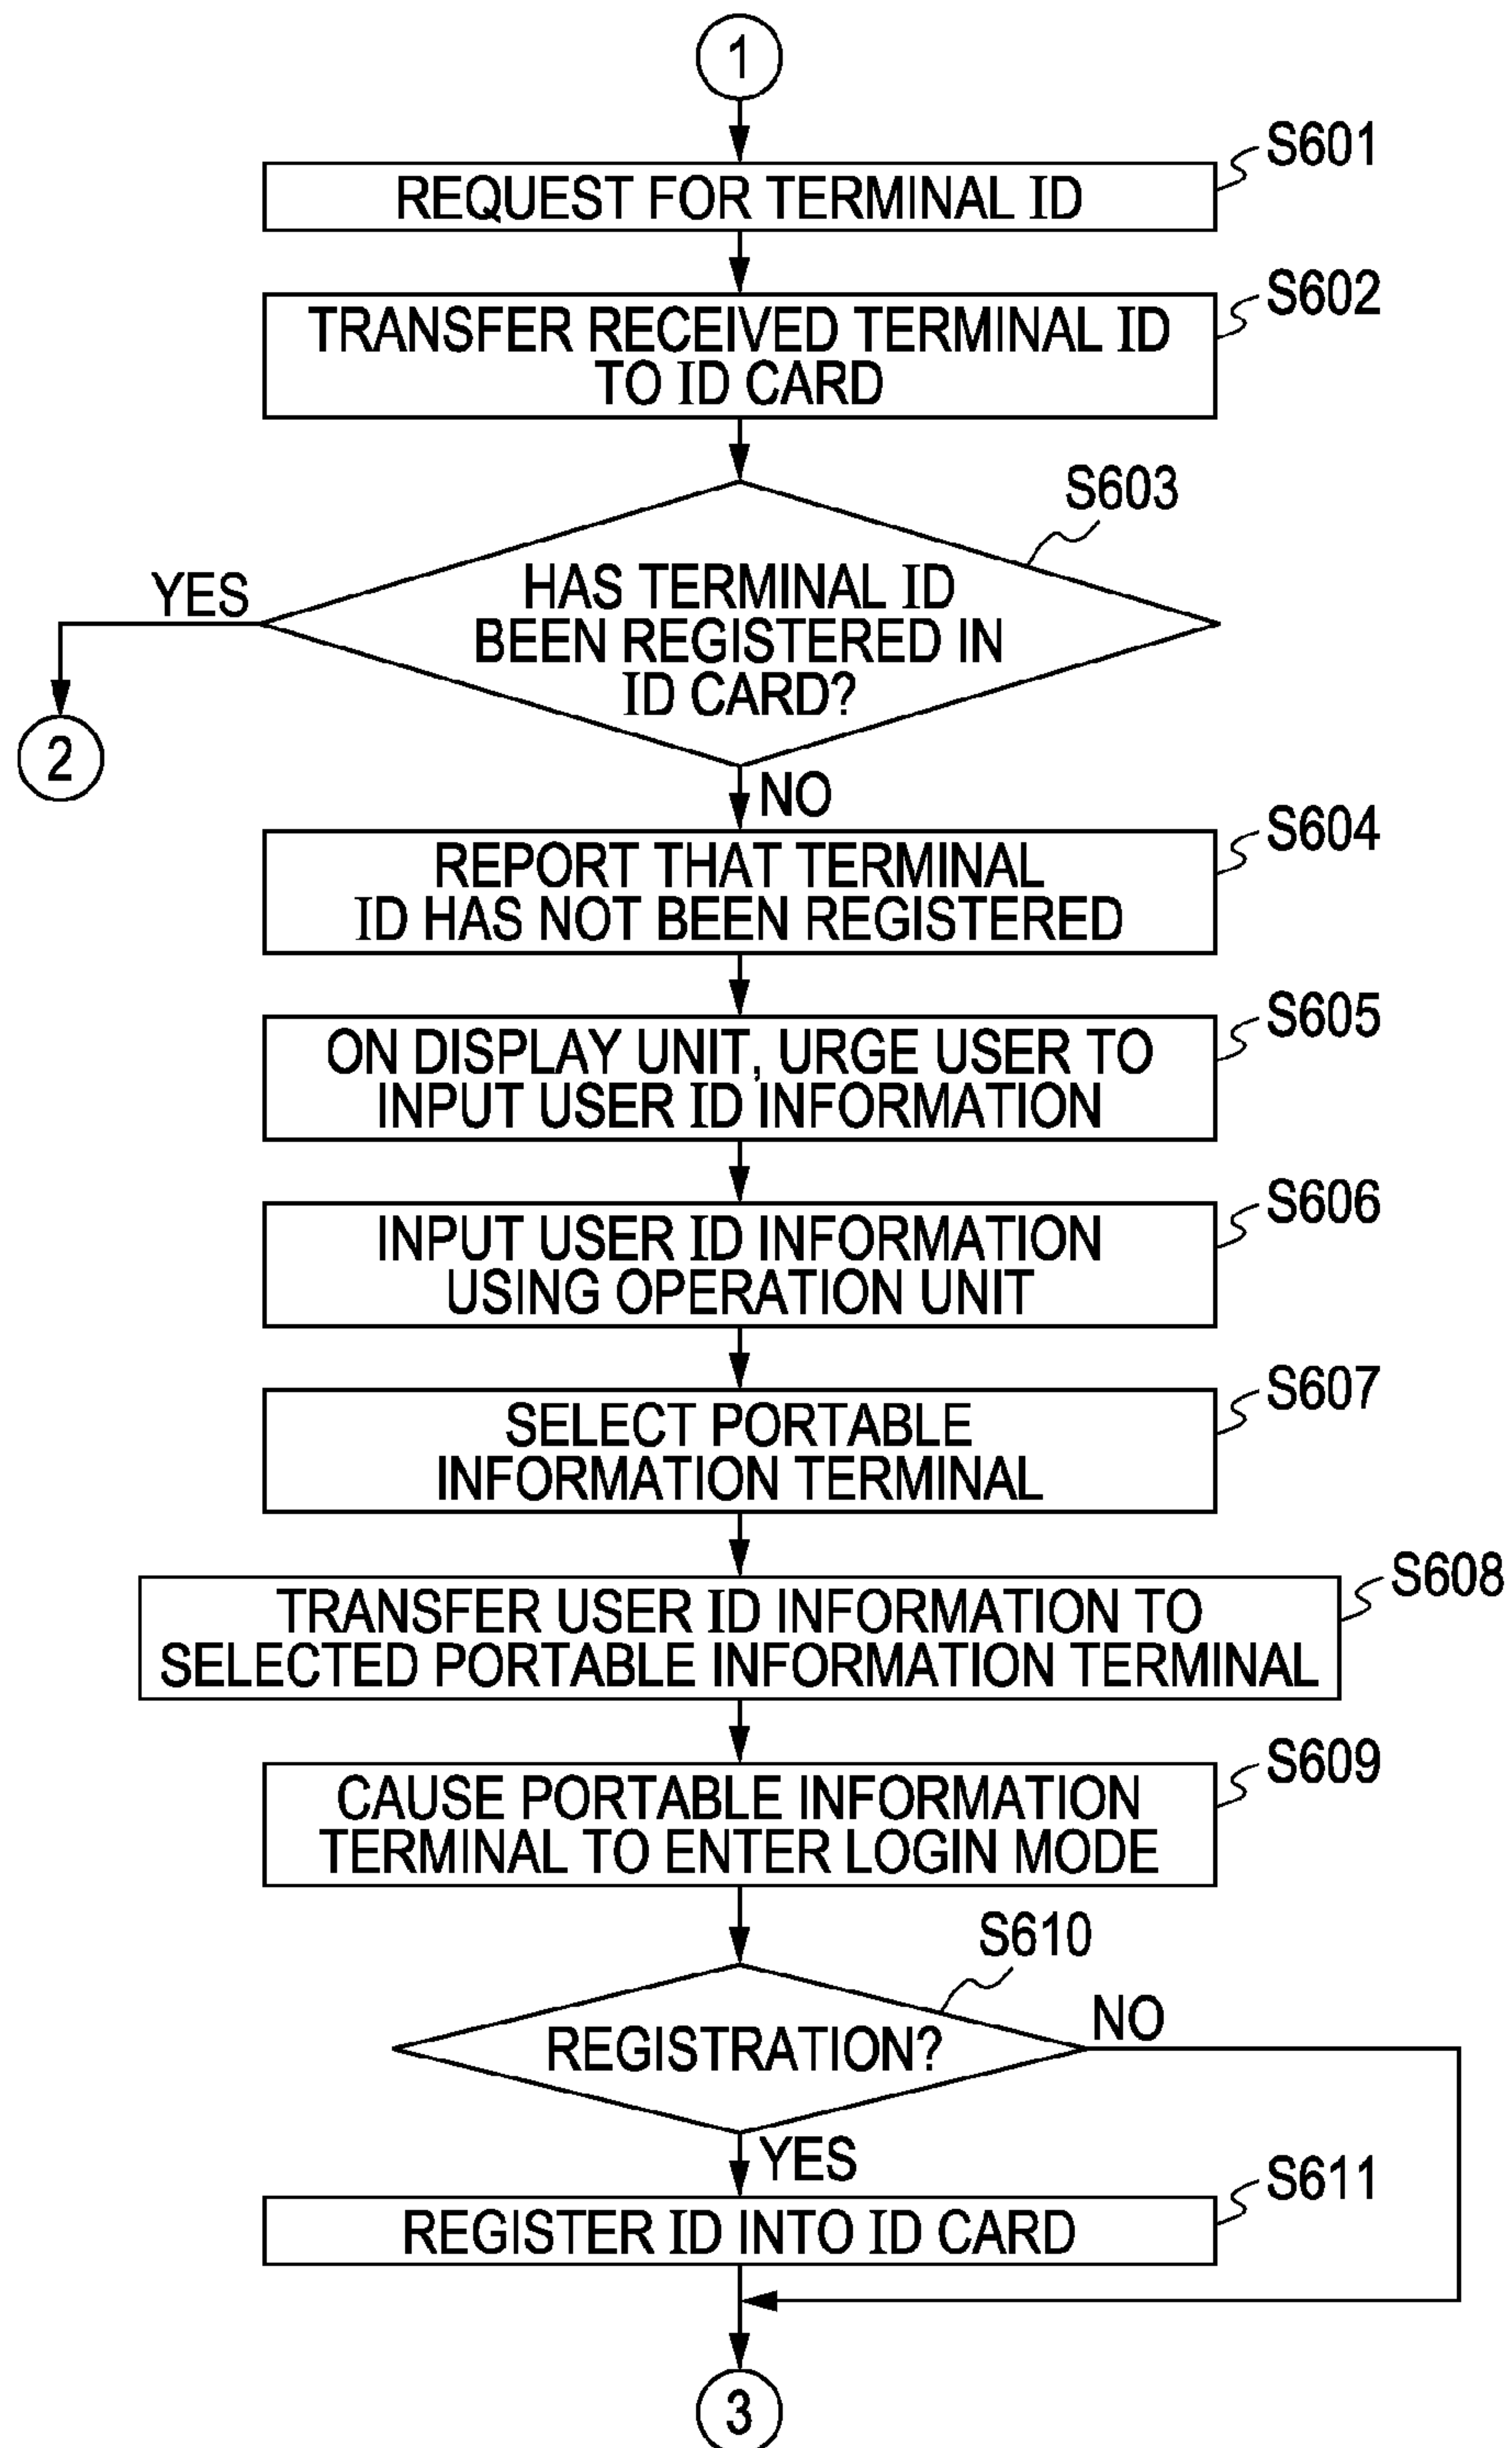 1
S601
REQUEST FOR TERMINAL ID
S602
TRANSFER RECEIVED TERMINAL ID
TO ID CARD
S603
HAS TERMINAL ID
BEEN REGISTERED IN
ID CARD?
YES
2
NO
S604
REPORT THAT TERMINAL
ID HAS NOT BEEN REGISTERED
S605
ON DISPLAY UNIT, URGE USER TO
INPUT USER ID INFORMATION
S606
INPUT USER ID INFORMATION
USING OPERATION UNIT
S607
SELECT PORTABLE
INFORMATION TERMINAL
S608
TRANSFER USER ID INFORMATION TO
SELECTED PORTABLE INFORMATION TERMINAL
S609
CAUSE PORTABLE INFORMATION
TERMINAL TO ENTER LOGIN MODE
S610
REGISTRATION?
NO
YES
S611
REGISTER ID INTO ID CARD
3